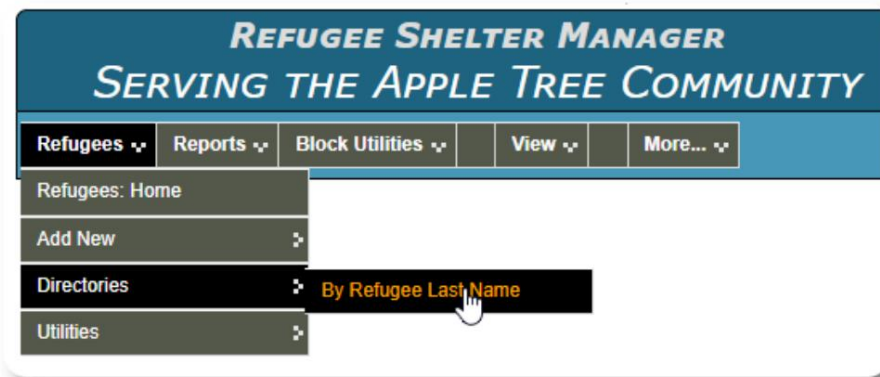 REFUGEE SHELTER MANAGER
SERVING THE APPLE TREE COMMUNITY
Refugees Reports Block Utilities View More...
Refugees: Home
Add New
Directories By Refugee Last Name
Utilities